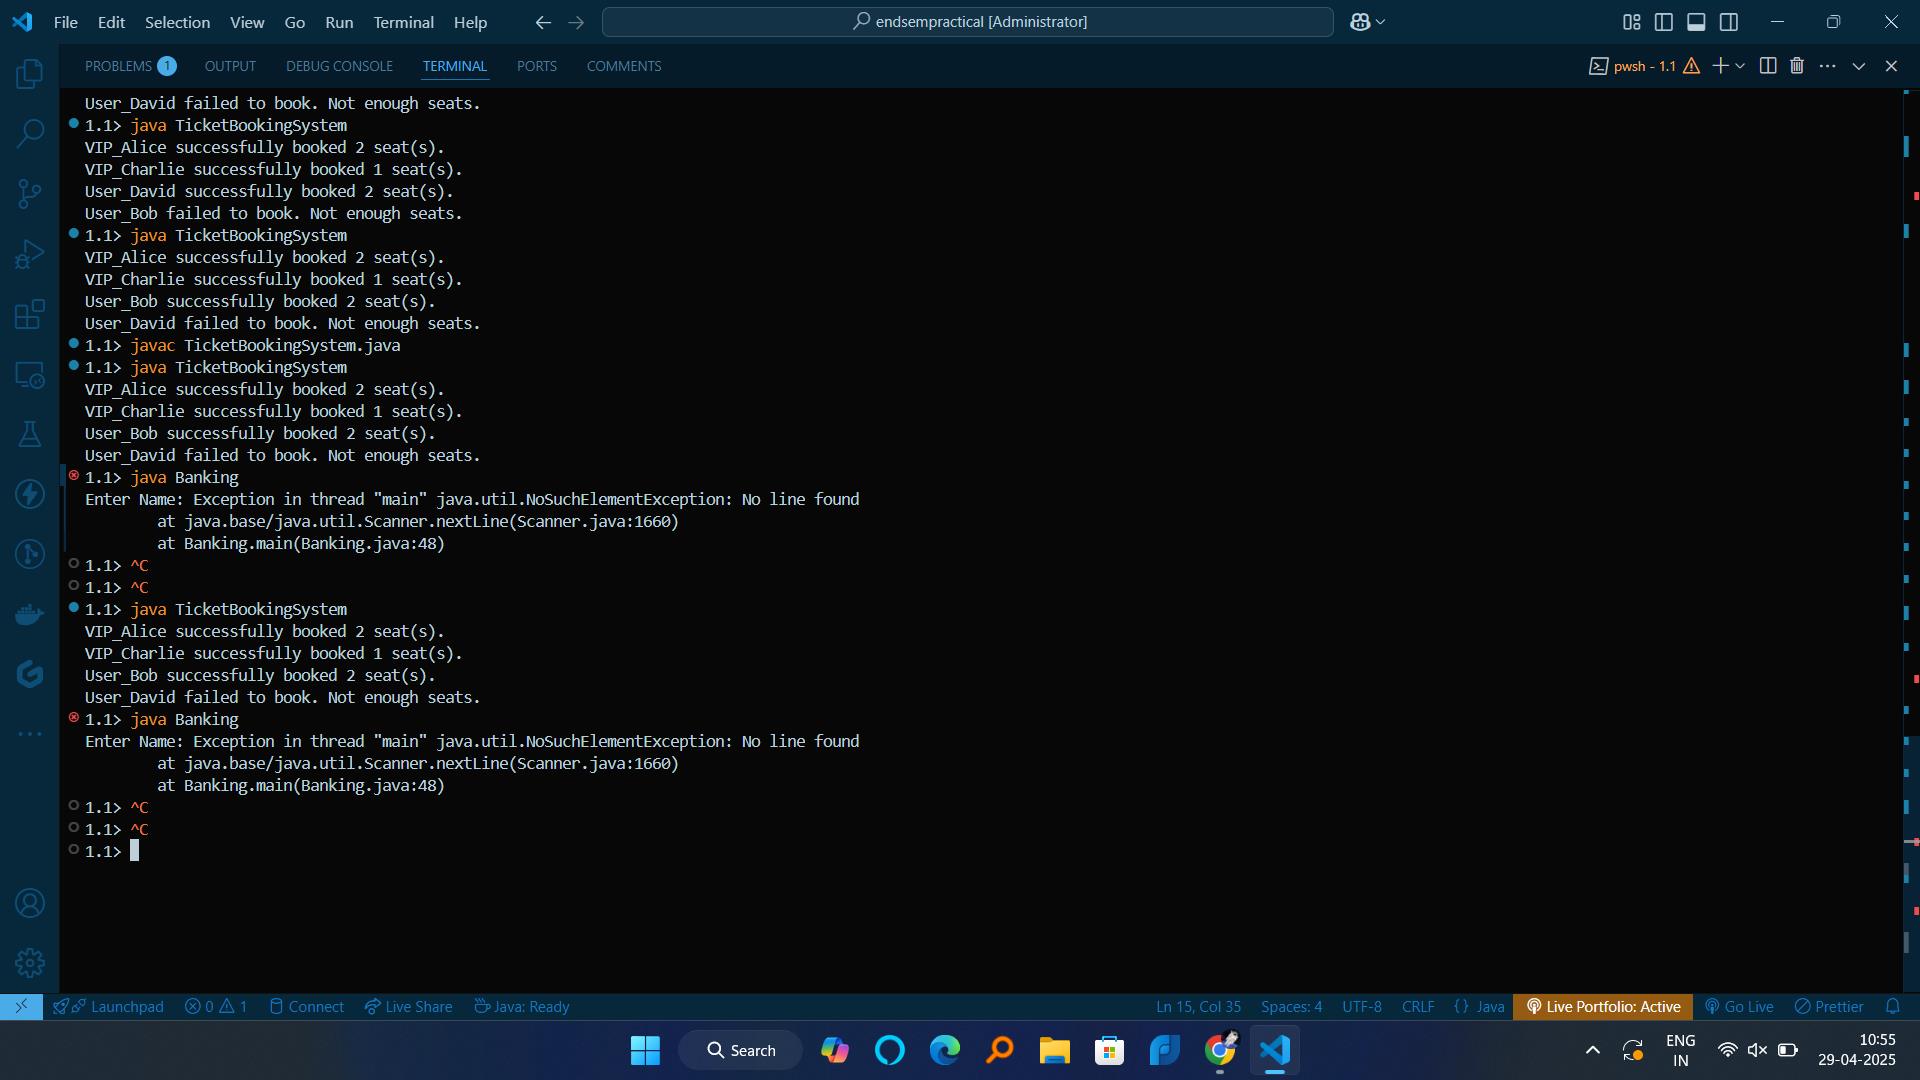 File Edit Selection View Go Run Terminal Help
endsempractical [Administrator]
PROBLEMS 1 OUTPUT DEBUG CONSOLE TERMINAL PORTS COMMENTS
pwsh - 1.1
User_David failed to book. Not enough seats.
1.1> java TicketBookingSystem
VIP_Alice successfully booked 2 seat(s).
VIP_Charlie successfully booked 1 seat(s).
User_David successfully booked 2 seat(s).
User_Bob failed to book. Not enough seats.
1.1> java TicketBookingSystem
VIP_Alice successfully booked 2 seat(s).
VIP_Charlie successfully booked 1 seat(s).
User_Bob successfully booked 2 seat(s).
User_David failed to book. Not enough seats.
1.1> javac TicketBookingSystem.java
1.1> java TicketBookingSystem
VIP_Alice successfully booked 2 seat(s).
VIP_Charlie successfully booked 1 seat(s).
User_Bob successfully booked 2 seat(s).
User_David failed to book. Not enough seats.
1.1> java Banking
Enter Name: Exception in thread "main" java.util.NoSuchElementException: No line found
at java.base/java.util.Scanner.nextLine(Scanner.java:1660)
at Banking.main(Banking.java:48)
1.1> ^C
1.1> ^C
1.1> java TicketBookingSystem
VIP_Alice successfully booked 2 seat(s).
VIP_Charlie successfully booked 1 seat(s).
User_Bob successfully booked 2 seat(s).
User_David failed to book. Not enough seats.
1.1> java Banking
Enter Name: Exception in thread "main" java.util.NoSuchElementException: No line found
at java.base/java.util.Scanner.nextLine(Scanner.java:1660)
at Banking.main(Banking.java:48)
1.1> ^C
1.1> ^C
1.1>
Launchpad 0 1 Connect Live Share Java: Ready
Ln 15, Col 35 Spaces: 4 UTF-8 CRLF {} Java Live Portfolio: Active Go Live Prettier
Search
ENG
IN
10:55
29-04-2025